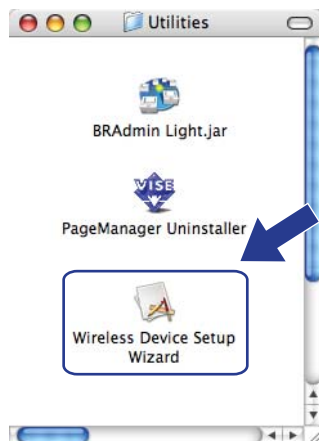 Utilities
BRAdmin Light.jar
VISE
PageManager Uninstaller
Wireless Device Setup
Wizard